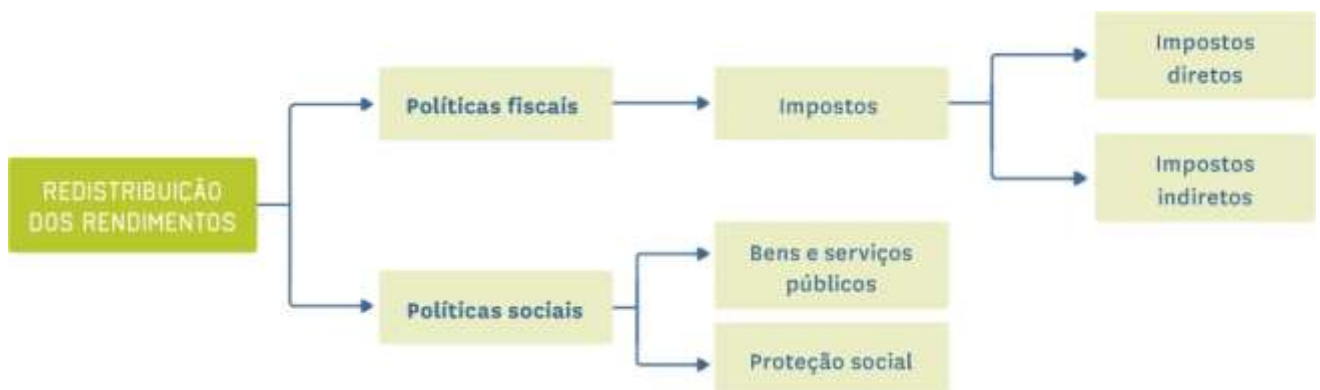 REDISTRIBUIÇÃO
DOS RENDIMENTOS
Políticas fiscais
Impostos
Impostos
diretos
Impostos
indiretos
Políticas sociais
Bens e serviços
públicos
Proteção social